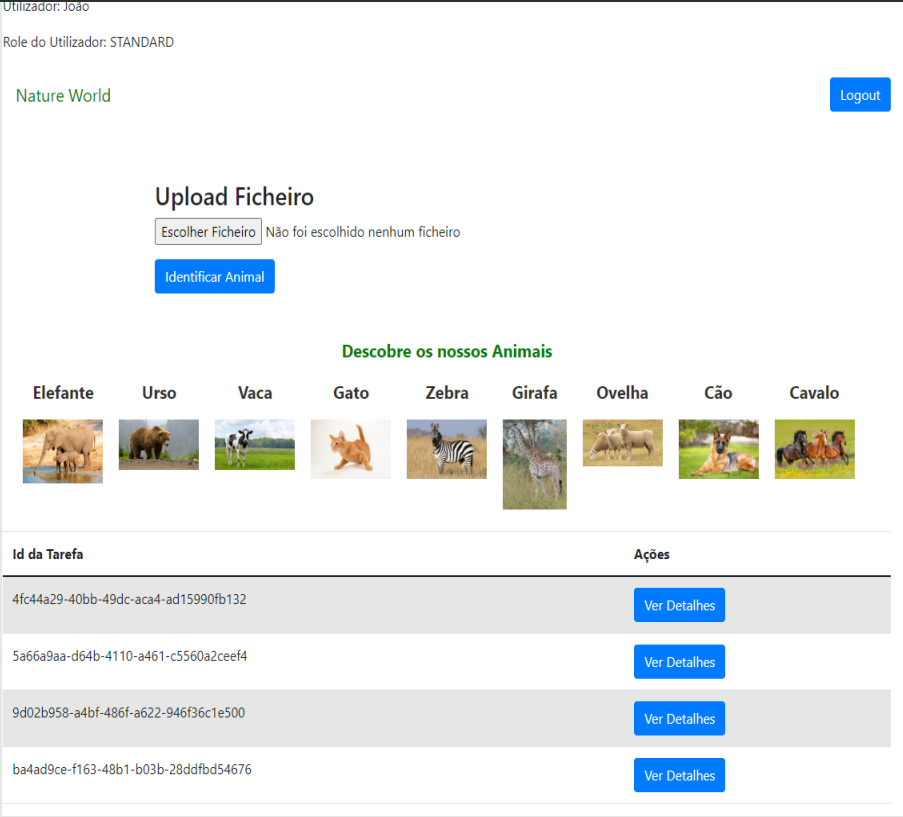 Utilizador: João
Role do Utilizador: STANDARD
Nature World
Logout
Upload Ficheiro
Escolher Ficheiro Não foi escolhido nenhum ficheiro
Identificar Animal
Descobre os nossos Animais
Elefante Urso Vaca Gato Zebra Girafa Ovelha Cão Cavalo
Id da Tarefa Ações
4fc44a29-40bb-49dc-aca4-ad15990fb132 Ver Detalhes
5a66a9aa-d64b-4110-a461-c5560a2ceef4 Ver Detalhes
9d02b958-a4bf-486f-a622-946f36c1e500 Ver Detalhes
ba4ad9ce-f163-48b1-b03b-28ddfbd54676 Ver Detalhes